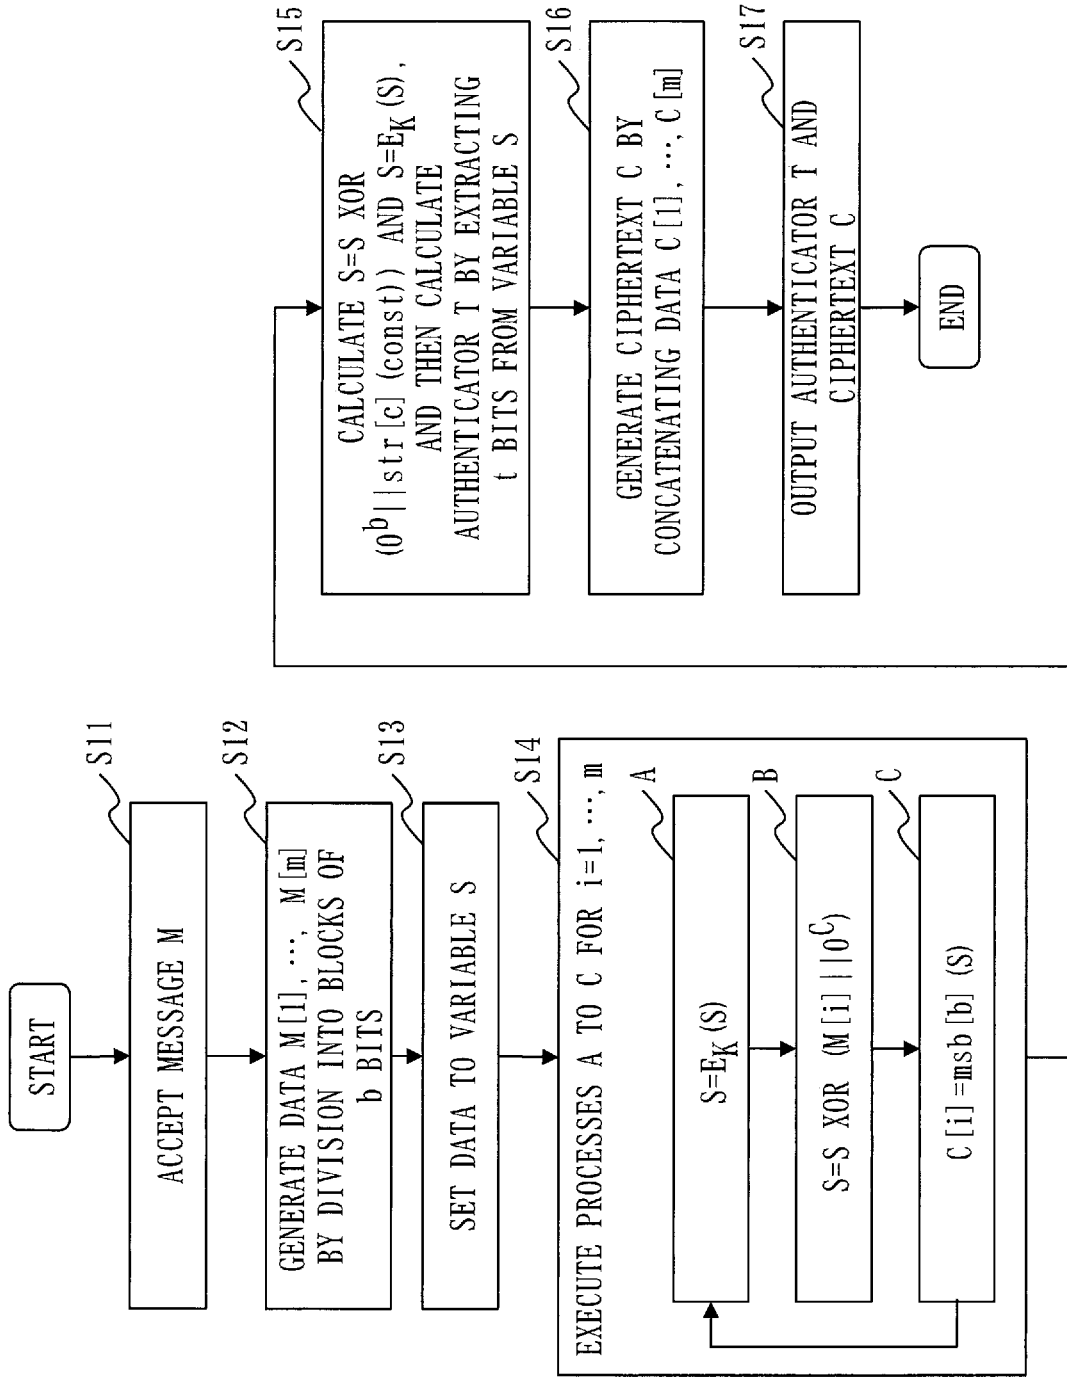 START
ACCEPT MESSAGE M
S11
GENERATE DATA M[1], ···, M[m]
BY DIVISION INTO BLOCKS OF
b BITS
S12
SET DATA TO VARIABLE S
S13
S14
EXECUTE PROCESSES A TO C FOR i=1, ···, m
A
S=E_K(S)
B
S=S XOR (M[i]||0^C)
C
C[i]=msb[b](S)
S15
CALCULATE S=S XOR
(0^b||str[c](const)) AND S=E_K(S),
AND THEN CALCULATE
AUTHENTICATOR T BY EXTRACTING
t BITS FROM VARIABLE S
S16
GENERATE CIPHERTEXT C BY
CONCATENATING DATA C[1], ···, C[m]
S17
OUTPUT AUTHENTICATOR T AND
CIPHERTEXT C
END